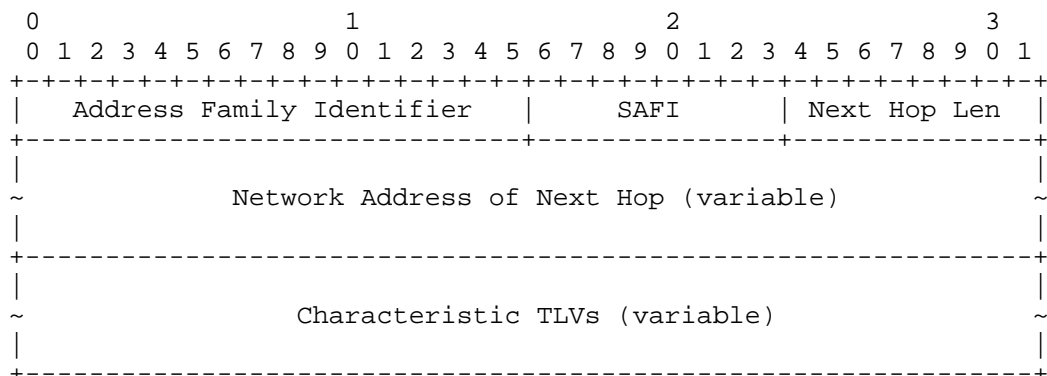 0                   1                   2                   3
0 1 2 3 4 5 6 7 8 9 0 1 2 3 4 5 6 7 8 9 0 1 2 3 4 5 6 7 8 9 0 1
+-+-+-+-+-+-+-+-+-+-+-+-+-+-+-+-+-+-+-+-+-+-+-+-+-+-+-+-+-+-+-+-+
|   Address Family Identifier   |     SAFI      | Next Hop Len  |
+-------------------------------+---------------+---------------+
|                                                               |
~             Network Address of Next Hop (variable)            ~
|                                                               |
+---------------------------------------------------------------+
|                                                               |
~                 Characteristic TLVs (variable)                ~
|                                                               |
+---------------------------------------------------------------+